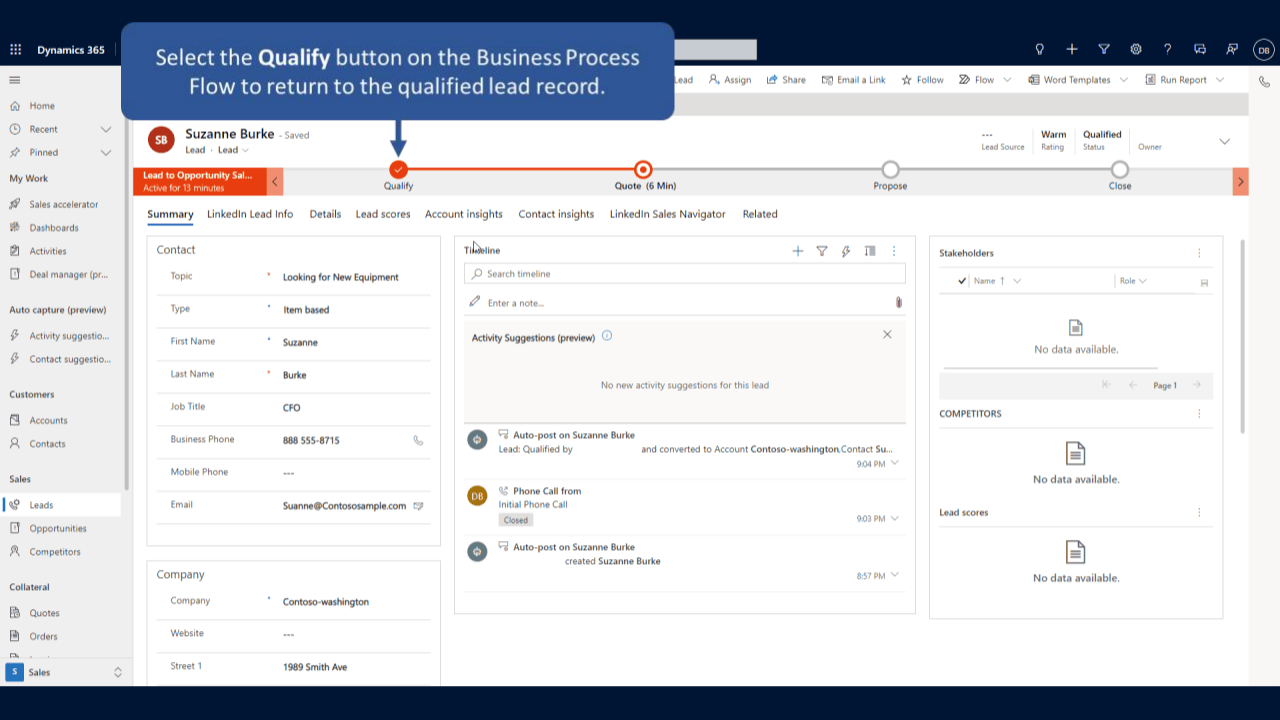 Dynamics 365
Select the Qualify button on the Business Process
Flow to return to the qualified lead record.
DB
Lead
Assign
Share
Email a Link
Follow
Flow
Word Templates
Run Report
Home
Recent
Pinned
My Work
Sales accelerator
Dashboards
Activities
Deal manager (pr...
Auto capture (preview)
Activity suggestio...
Contact suggestio...
Customers
Accounts
Contacts
Sales
Leads
Opportunities
Competitors
Collateral
Quotes
Orders
S Sales
SB
Suzanne Burke - Saved
Lead · Lead
---
Lead Source
Warm
Rating
Qualified
Status
Owner
Lead to Opportunity Sal...
Active for 13 minutes
Qualify
Quote (6 Min)
Propose
Close
Summary
LinkedIn Lead Info
Details
Lead scores
Account insights
Contact insights
LinkedIn Sales Navigator
Related
Contact
Topic * Looking for New Equipment
Type * Item based
First Name * Suzanne
Last Name * Burke
Job Title CFO
Business Phone 888 555-8715
Mobile Phone ---
Email Suanne@Contososample.com
Company
Company * Contoso-washington
Website ---
Street 1 1989 Smith Ave
Timeline
Search timeline
Enter a note...
Activity Suggestions (preview)
No new activity suggestions for this lead
Auto-post on Suzanne Burke
Lead: Qualified by and converted to Account Contoso-washington.Contact Su...
9:04 PM
DB
Phone Call from
Initial Phone Call
Closed
9:03 PM
Auto-post on Suzanne Burke
created Suzanne Burke
8:57 PM
Stakeholders
Name ↑
Role
No data available.
Page 1
COMPETITORS
No data available.
Lead scores
No data available.